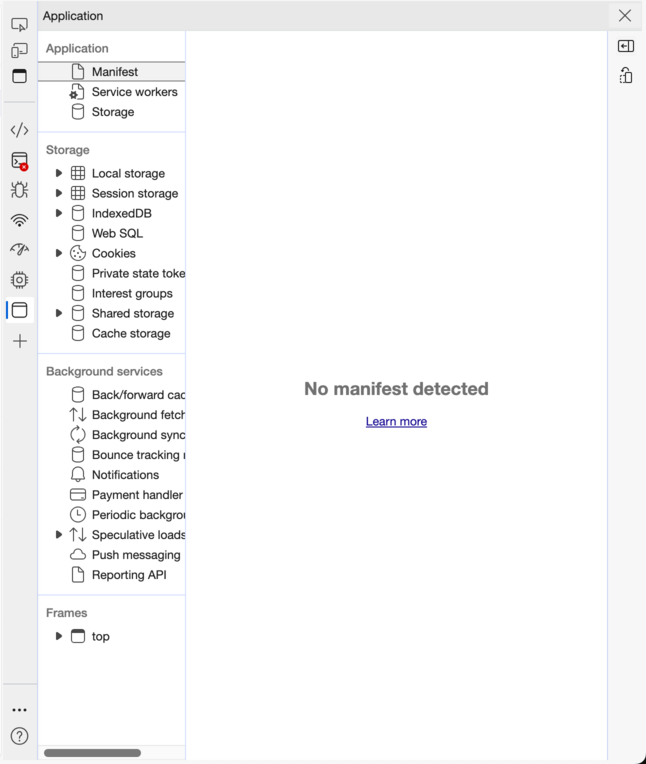 Application
Application
Manifest
Service workers
Storage
Storage
Local storage
Session storage
IndexedDB
Web SQL
Cookies
Private state toke
Interest groups
Shared storage
Cache storage
Background services
Back/forward cac
Background fetch
Background sync
Bounce tracking
Notifications
Payment handler
Periodic backgrou
Speculative loads
Push messaging
Reporting API
Frames
top
No manifest detected
Learn more